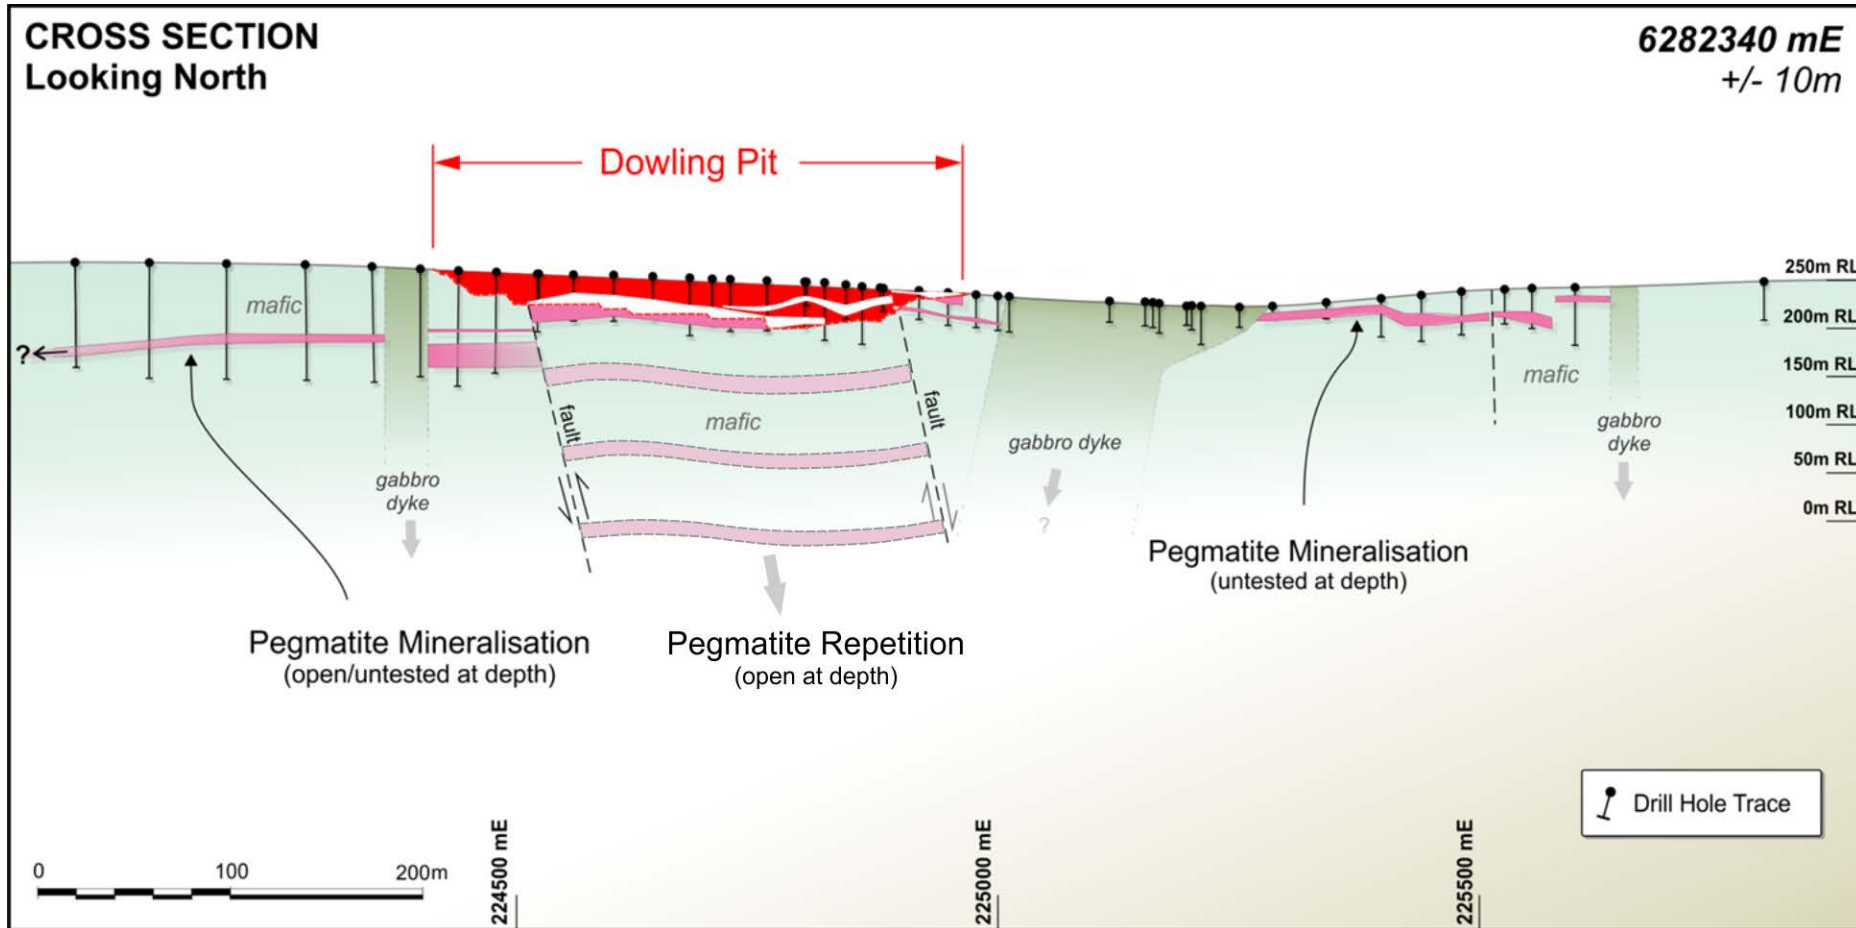 CROSS SECTION
Looking North
6282340 mE
+/- 10m
Dowling Pit
250m RL
200m RL
150m RL
100m RL
50m RL
0m RL
mafic
?
mafic
mafic
fault
fault
gabbro
dyke
gabbro dyke
?
gabbro
dyke
Pegmatite Mineralisation
(open/untested at depth)
Pegmatite Repetition
(open at depth)
Pegmatite Mineralisation
(untested at depth)
Drill Hole Trace
0 100 200m
224500 mE
225000 mE
225500 mE